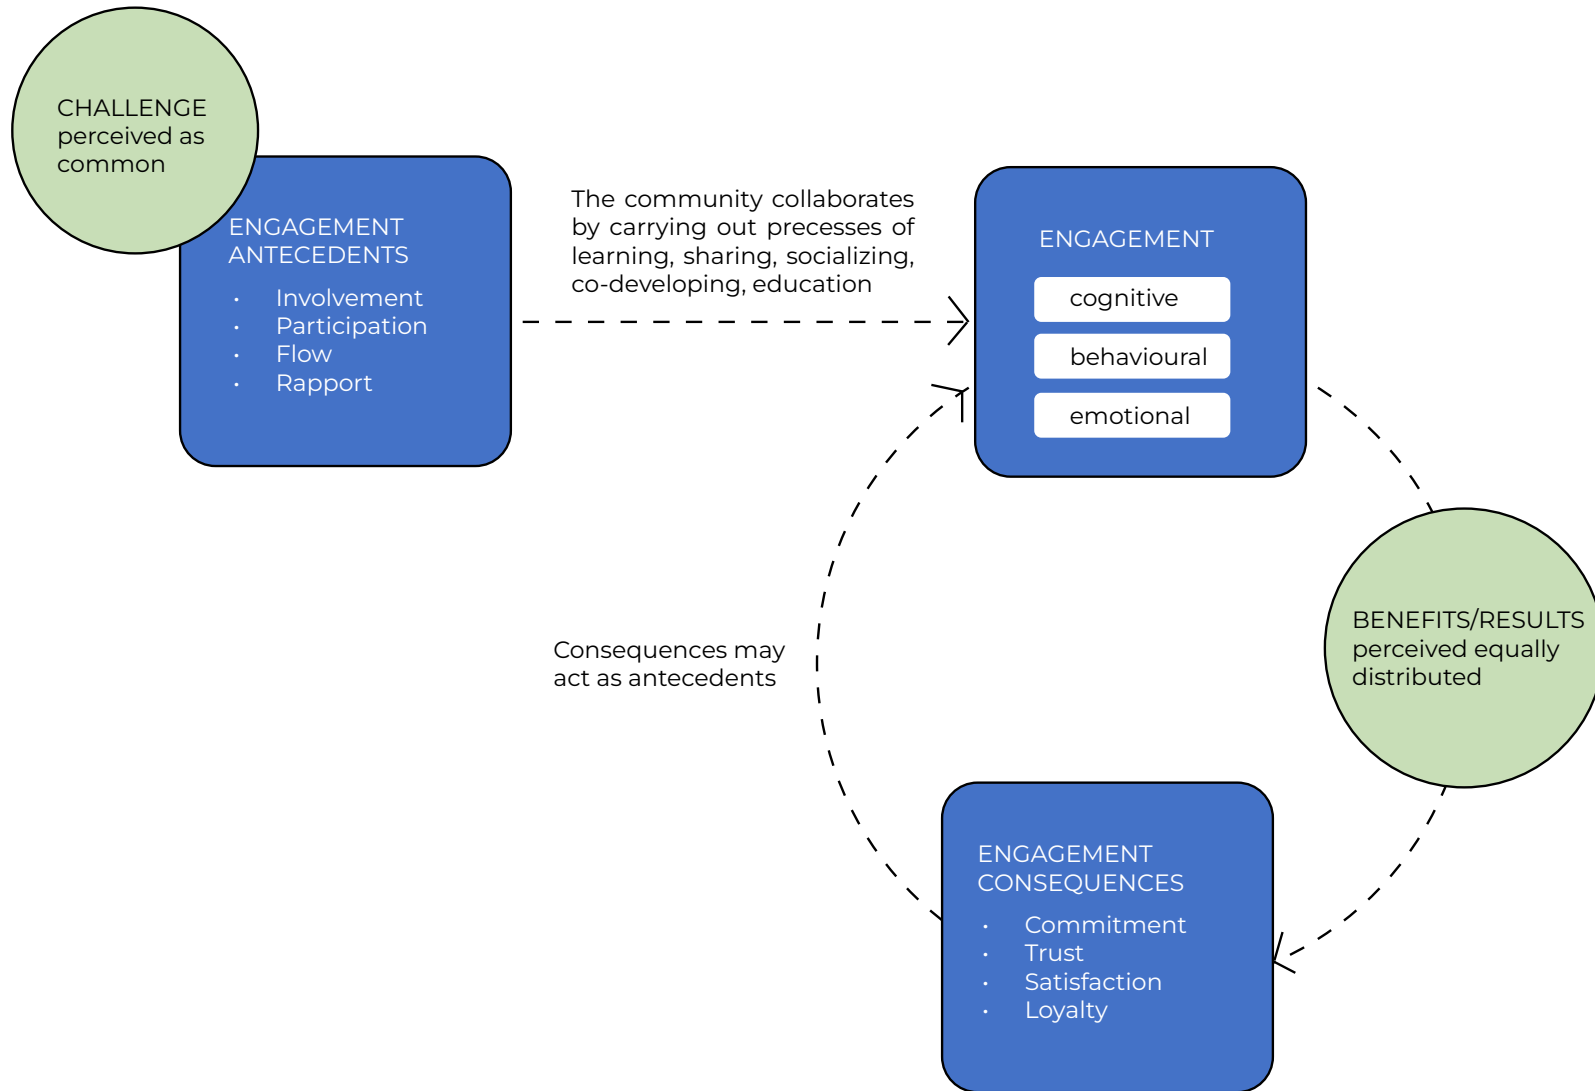 CHALLENGE
perceived as
common
ENGAGEMENT
ANTECEDENTS
• Involvement
• Participation
• Flow
• Rapport
The community collaborates
by carrying out precesses of
learning, sharing, socializing,
co-developing, education
ENGAGEMENT
cognitive
behavioural
emotional
BENEFITS/RESULTS
perceived equally
distributed
Consequences may
act as antecedents
ENGAGEMENT
CONSEQUENCES
• Commitment
• Trust
• Satisfaction
• Loyalty